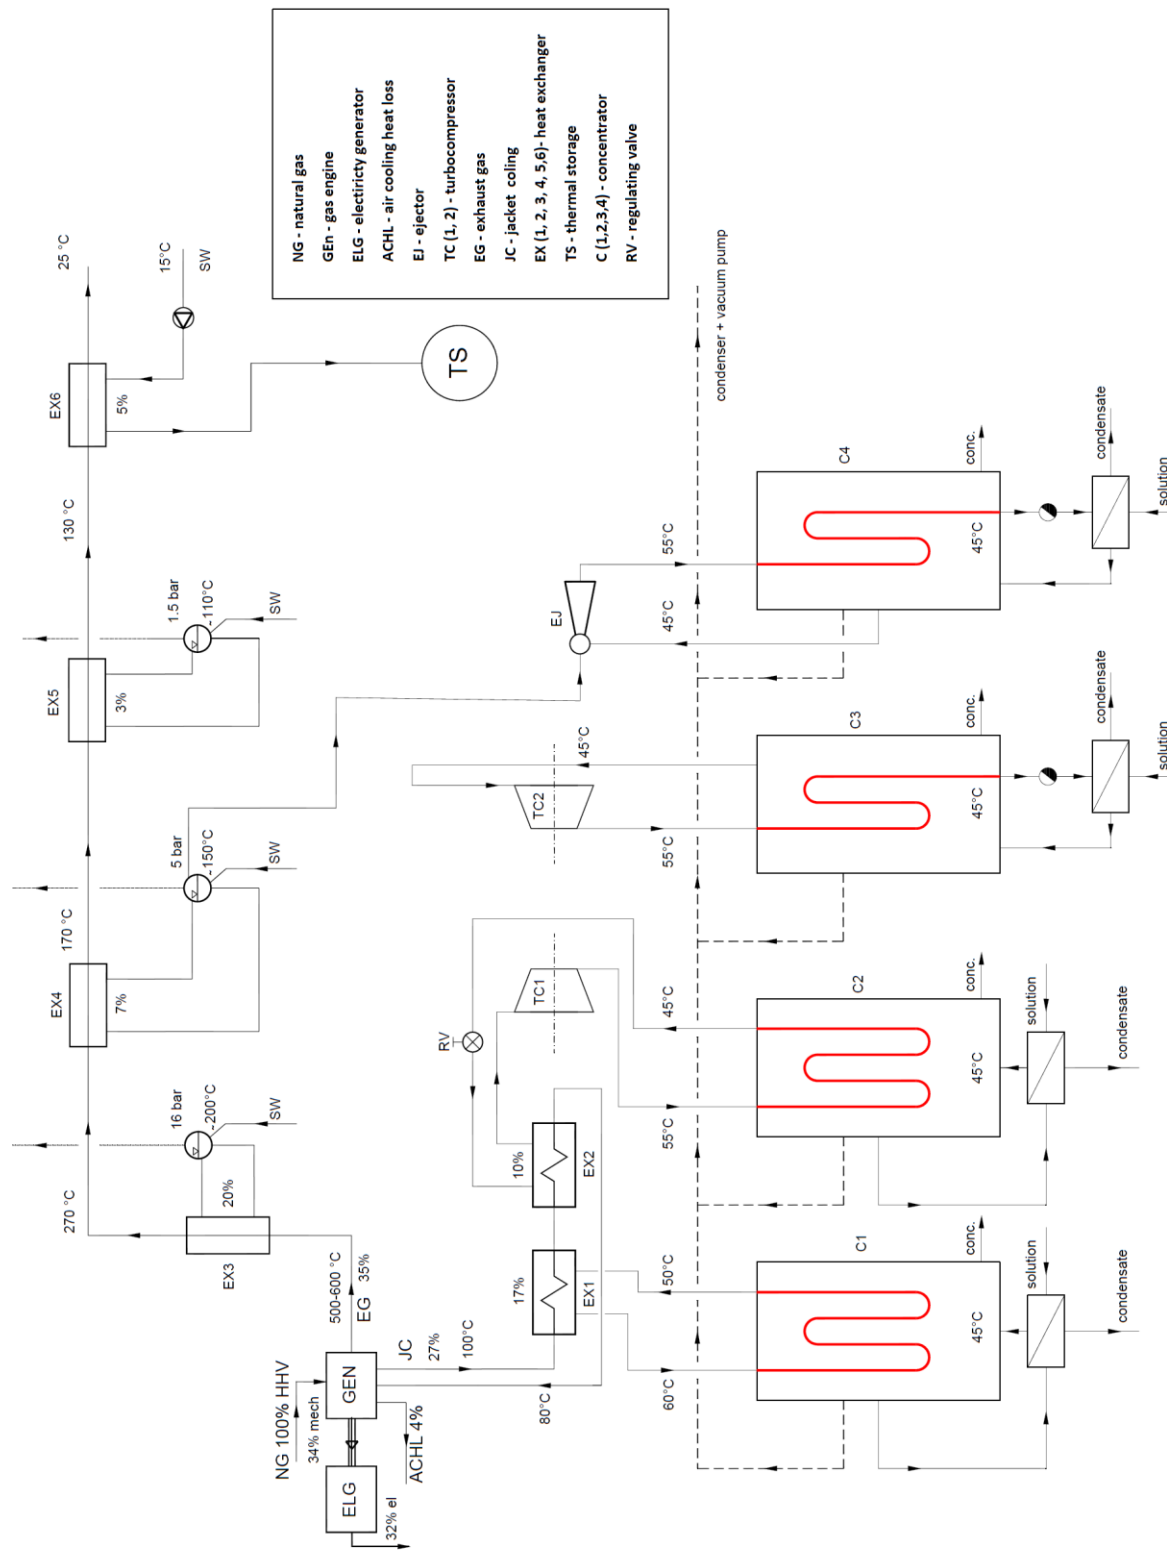 NG - natural gas
GEn - gas engine
ELG - electiricty generator
ACHL - air cooling heat loss
EJ - ejector
TC (1, 2) - turbocompressor
EG - exhaust gas
JC - jacket coling
EX (1, 2, 3, 4, 5,6)- heat exchanger
TS - thermal storage
C (1,2,3,4) - concentrator
RV - regulating valve
25 °C
15°C
SW
EX6
5%
TS
130 °C
1.5 bar
~110°C
SW
EX5
3%
170 °C
5 bar
~150°C
SW
EX4
7%
270 °C
16 bar
~200°C
SW
20%
EX3
500-600 °C
EG 35%
NG 100% HHV
34% mech
GEN
ELG
32% el
ACHL 4%
JC
27%
100°C
80°C
17%
EX1
10%
EX2
RV
TC1
TC2
45°C
EJ
condenser + vacuum pump
60°C
50°C
55°C
45°C
55°C
45°C
55°C
C1
45°C
conc.
solution
condensate
C2
45°C
conc.
solution
condensate
C3
45°C
conc.
condensate
solution
C4
45°C
conc.
condensate
solution